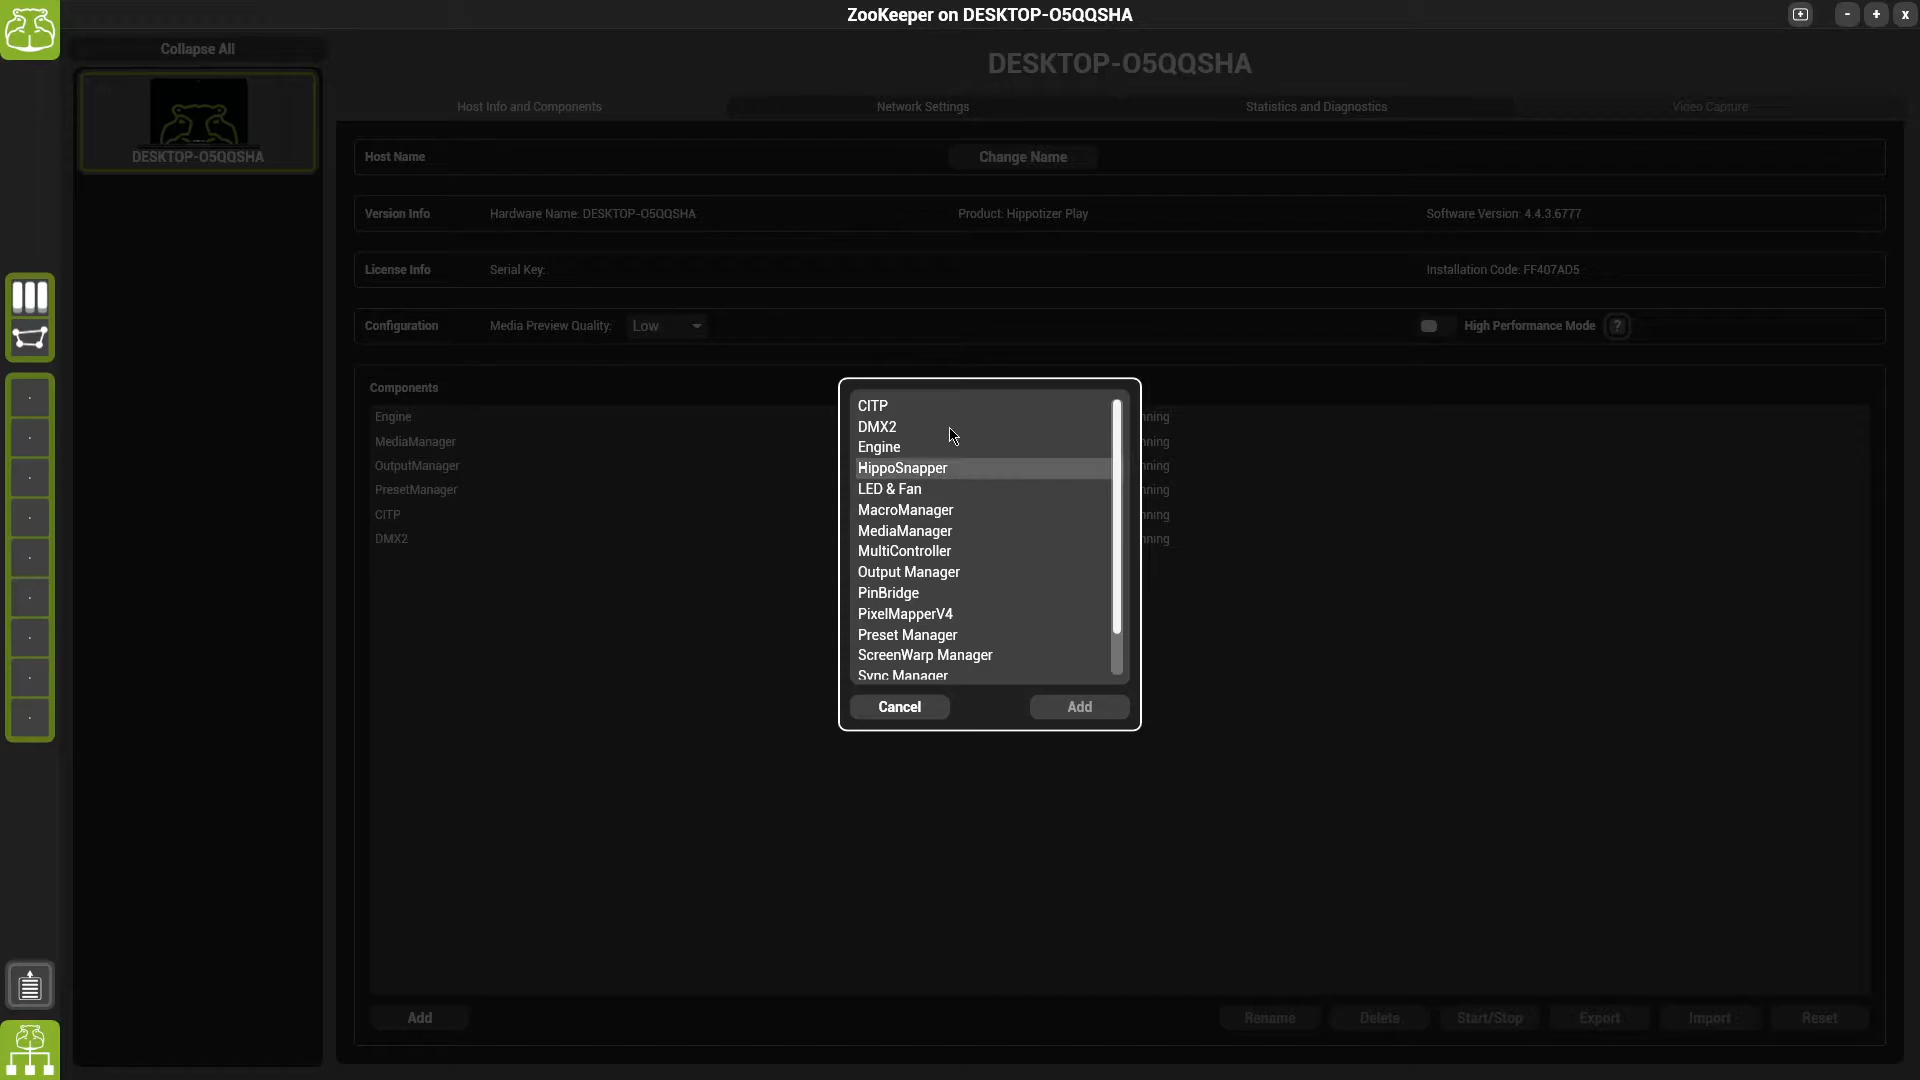 ZooKeeper on DESKTOP-O5QQSHA
Collapse All
DESKTOP-O5QQSHA
DESKTOP-O5QQSHA
Host Info and Components
Network Settings
Statistics and Diagnostics
Video Capture
Host Name
Change Name
Version Info
Hardware Name: DESKTOP-O5QQSHA
Product: Hippotizer Play
Software Version: 4.4.3.6777
License Info
Serial Key:
Installation Code: FF407AD5
Configuration
Media Preview Quality:
Low
High Performance Mode
?
Components
Engine
MediaManager
OutputManager
PresetManager
CITP
DMX2
CITP
DMX2
Engine
HippoSnapper
LED & Fan
MacroManager
MediaManager
MultiController
Output Manager
PinBridge
PixelMapperV4
Preset Manager
ScreenWarp Manager
Sync Manager
Cancel
Add
Add
Rename
Delete
Start/Stop
Export
Import
Reset